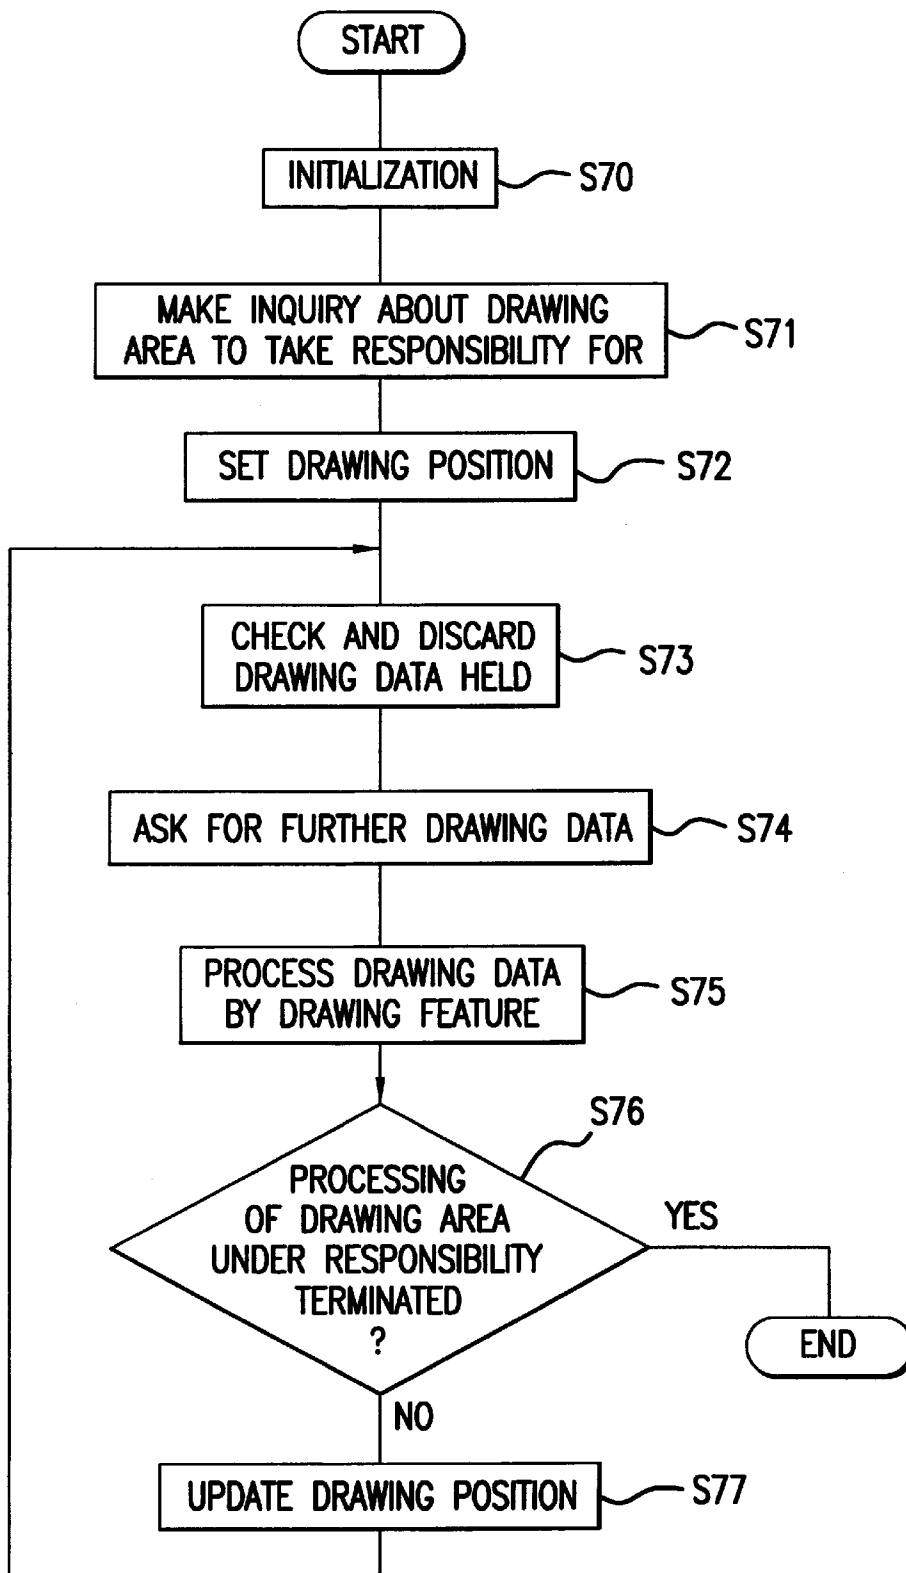 START
INITIALIZATION
S70
MAKE INQUIRY ABOUT DRAWING
AREA TO TAKE RESPONSIBILITY FOR
S71
SET DRAWING POSITION
S72
CHECK AND DISCARD
DRAWING DATA HELD
S73
ASK FOR FURTHER DRAWING DATA
S74
PROCESS DRAWING DATA
BY DRAWING FEATURE
S75
S76
PROCESSING
OF DRAWING AREA
UNDER RESPONSIBILITY
TERMINATED
?
YES
END
NO
UPDATE DRAWING POSITION
S77